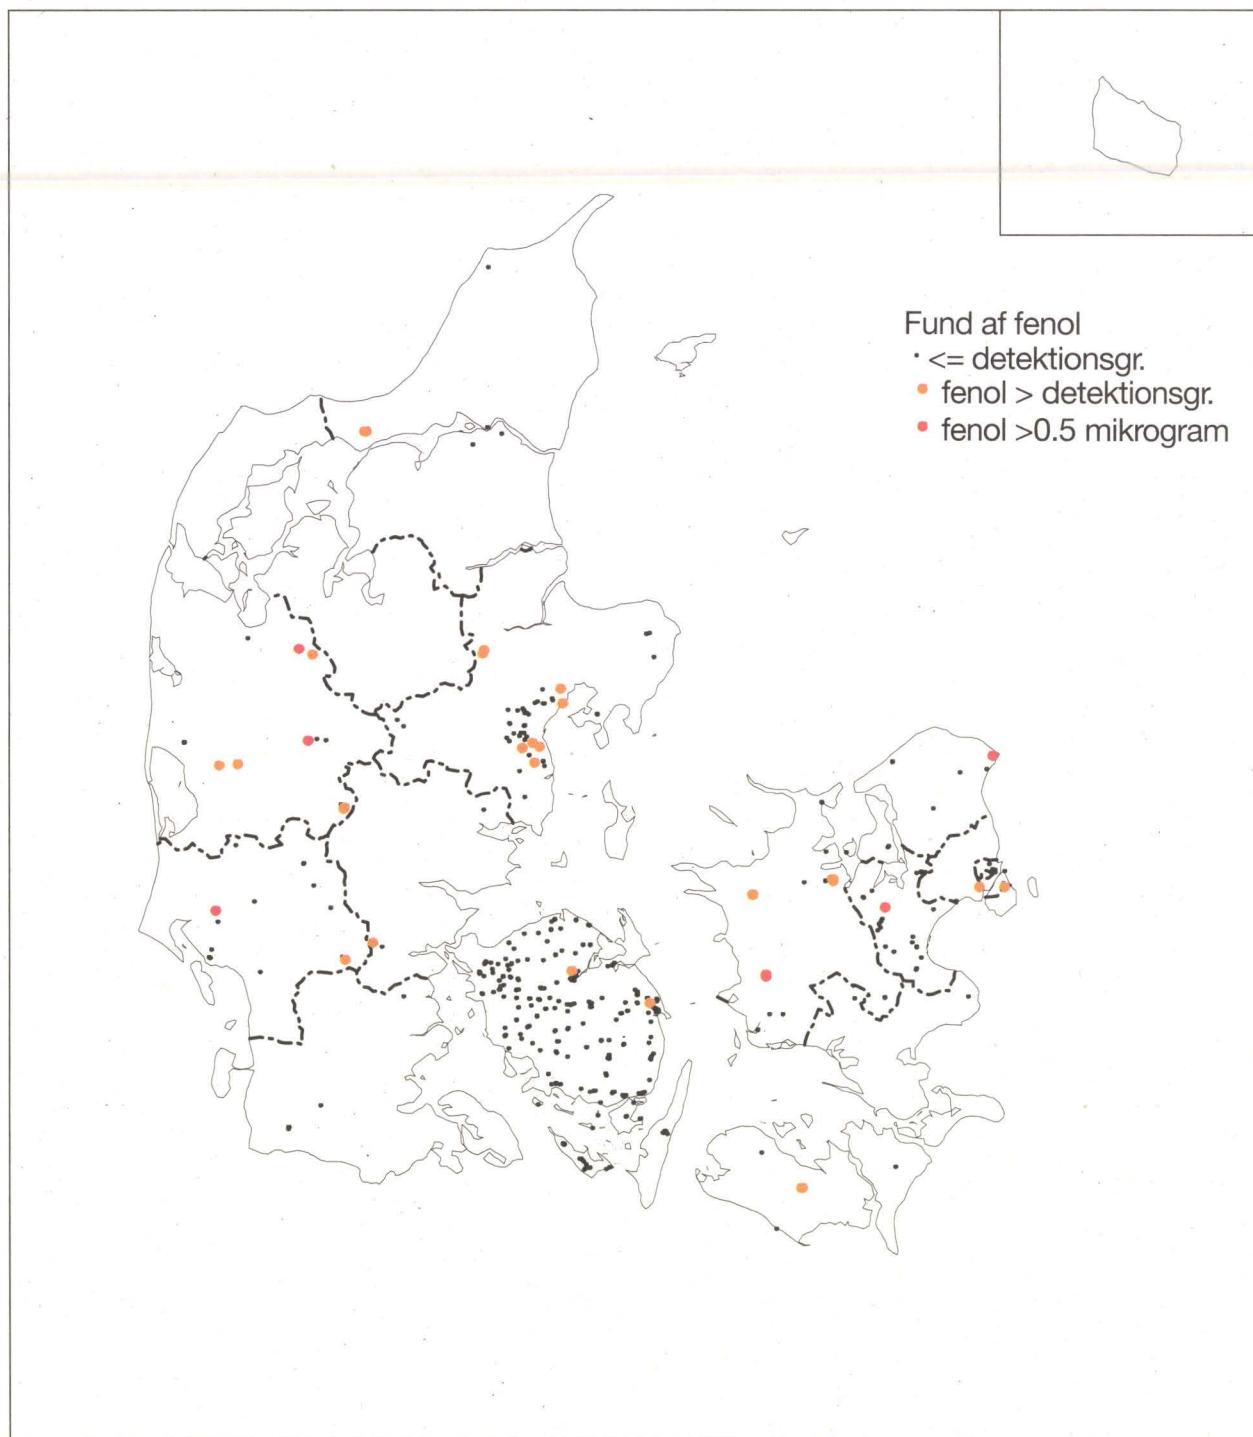 Fund af fenol
<= detektionsgr.
fenol > detektionsgr.
fenol >0.5 mikrogram